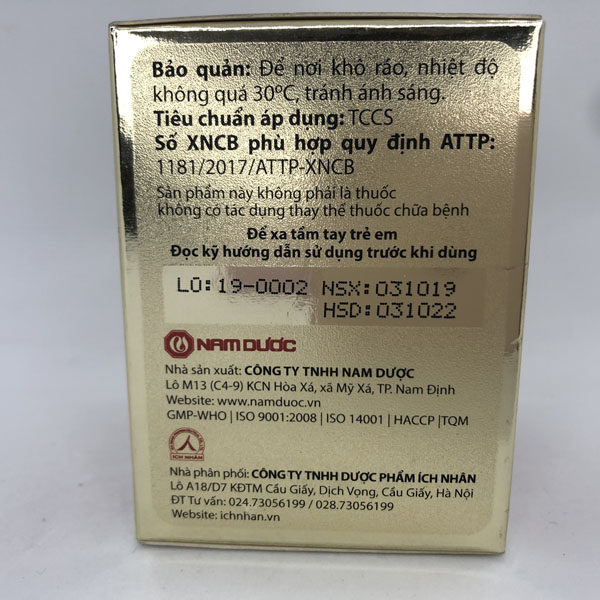 Bảo quản: Để nơi khô ráo, nhiệt độ
không quá 30ºC, tránh ánh sáng.
Tiêu chuẩn áp dụng: TCCS
Số XNCB phù hợp quy định ATTP:
1181/2017/ATTP-XNCB
Sản phẩm này không phải là thuốc
không có tác dụng thay thế thuốc chữa bệnh
Để xa tầm tay trẻ em
Đọc kỹ hướng dẫn sử dụng trước khi dùng
LÔ: 19-0002 NSX: 031019
HSD: 031022
NAM DƯỢC
Nhà sản xuất: CÔNG TY TNHH NAM DƯỢC
Lô M13 (C4-9) KCN Hòa Xá, xã Mỹ Xá, TP. Nam Định
Website: www.namduoc.vn
GMP-WHO | ISO 9001:2008 | ISO 14001 | HACCP |TQM
ÍCH NHÂN
Nhà phân phối: CÔNG TY TNHH DƯỢC PHẨM ÍCH NHÂN
Lô A18/D7 KĐTM Cầu Giấy, Dịch Vọng, Cầu Giấy, Hà Nội
ĐT Tư vấn: 024.73056199 / 028.73056199
Website: ichnhan.vn